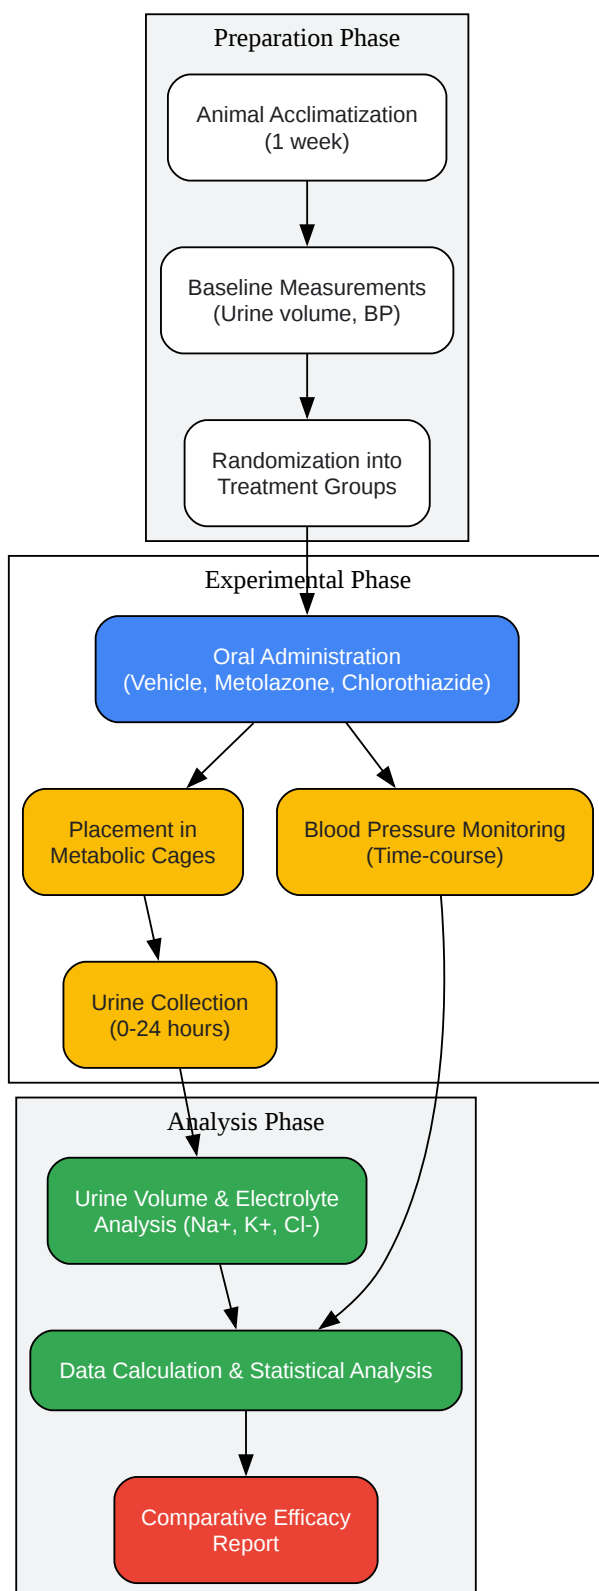 Preparation Phase
Animal Acclimatization
(1 week)
Baseline Measurements
(Urine volume, BP)
Randomization into
Treatment Groups
Experimental Phase
Oral Administration
(Vehicle, Metolazone, Chlorothiazide)
Placement in
Metabolic Cages
Blood Pressure Monitoring
(Time-course)
Urine Collection
(0-24 hours)
Analysis Phase
Urine Volume & Electrolyte
Analysis (Na+, K+, Cl-)
Data Calculation & Statistical Analysis
Comparative Efficacy
Report